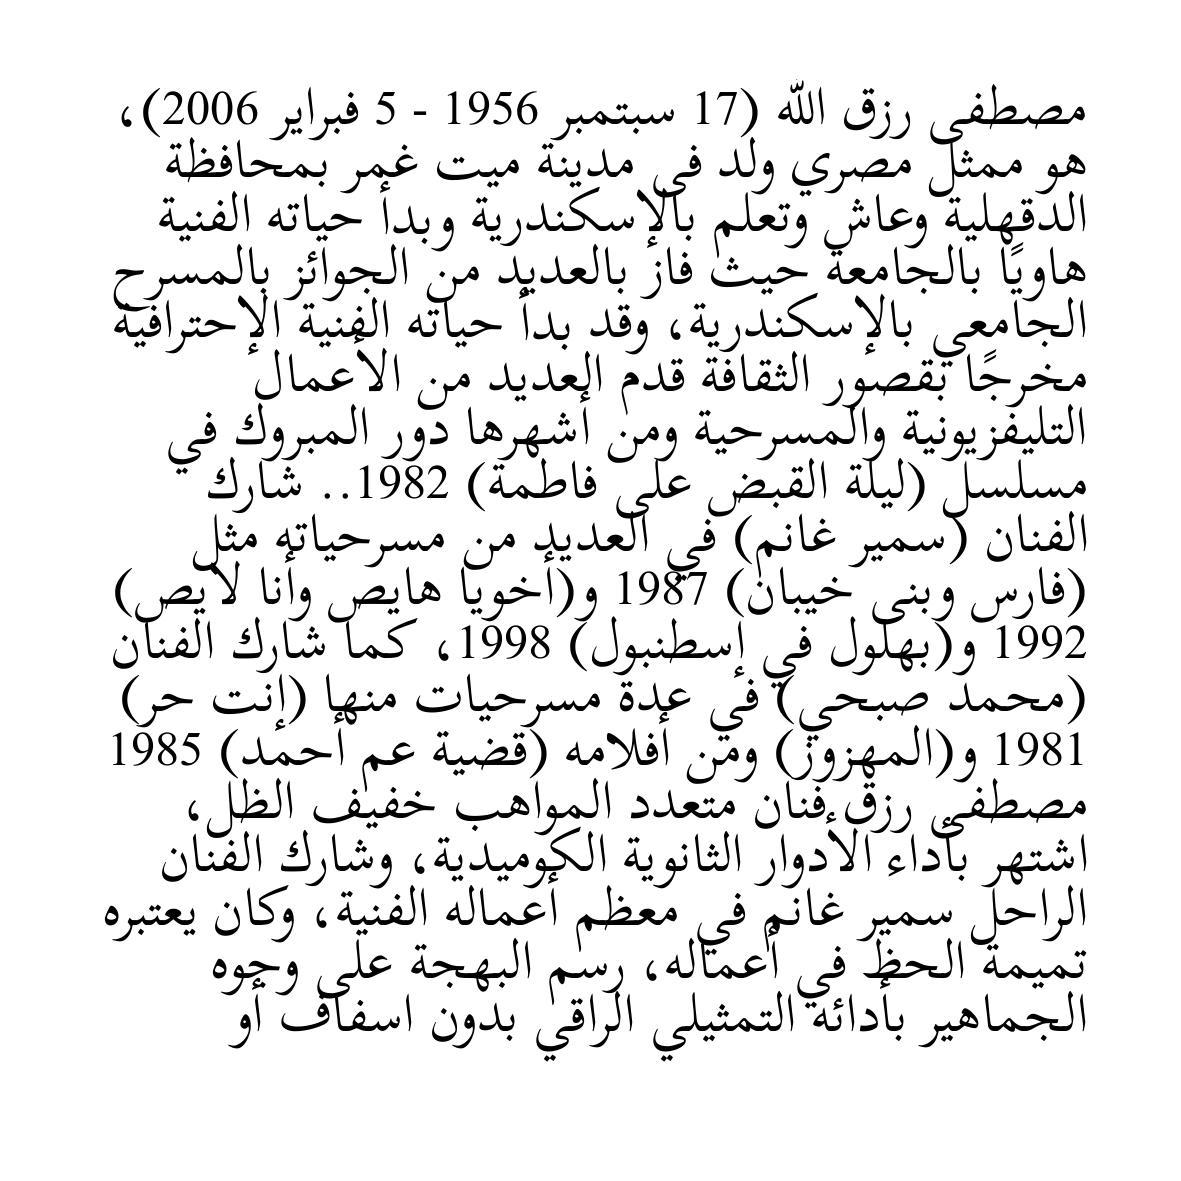 مصطفى رزق الله (17 سبتمبر 1956 - 5 فبراير 2006)،
هو ممثل مصري ولد في مدينة ميت غمر بمحافظة
الدقهلية وعاش وتعلم بالإسكندرية وبدأ حياته الفنية
هاويًا بالجامعة حيث فاز بالعديد من الجوائز بالمسرح
الجامعي بالإسكندرية، وقد بدأ حياته الفنية الإحترافية
مخرجًا بقصور الثقافة قدم العديد من الأعمال
التليفزيونية والمسرحية ومن أشهرها دور المبروك في
مسلسل (ليلة القبض على فاطمة) 1982.. شارك
الفنان (سمير غانم) في العديد من مسرحياته مثل
(فارس وبنى خيبان) 1987 و(أخويا هايص وأنا لايص)
1992 و(بهلول في إسطنبول) 1998، كما شارك الفنان
(محمد صبحي) في عدة مسرحيات منها (إنت حر)
1981 و(المهزوز) ومن أفلامه (قضية عم أحمد) 1985
مصطفى رزق فنان متعدد المواهب خفيف الظل،
اشتهر بأداء الأدوار الثانوية الكوميدية، وشارك الفنان
الراحل سمير غانم في معظم أعماله الفنية، وكان يعتبره
تميمة الحظ في أعماله، رسم البهجة على وجوه
الجماهير بأدائه التمثيلي الراقي بدون اسفاف أو